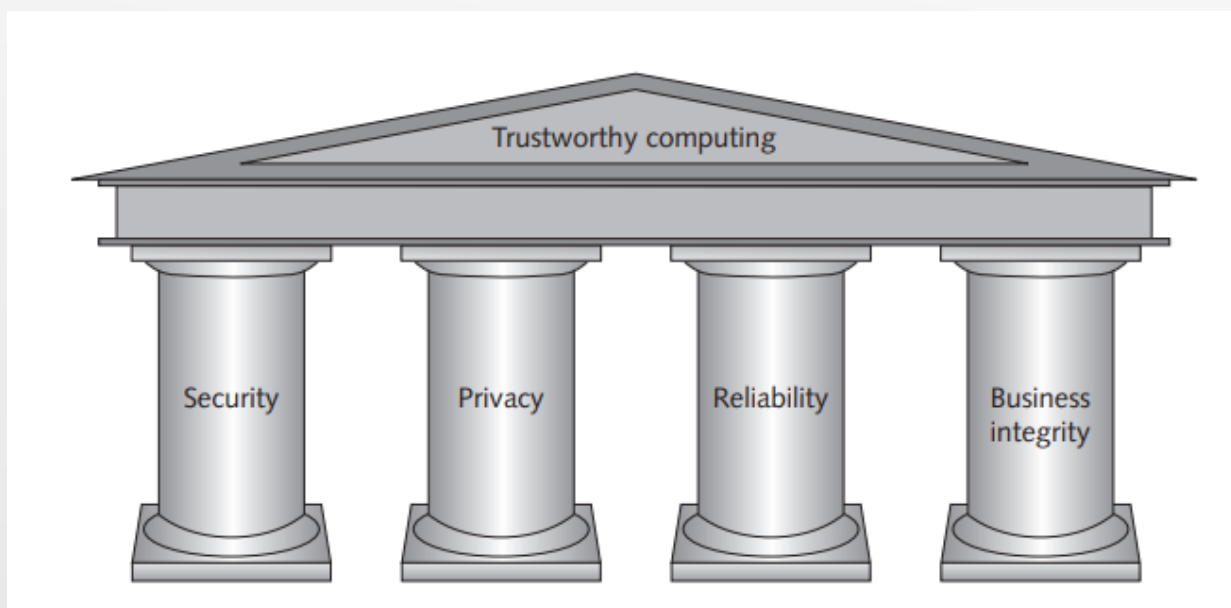 Trustworthy computing
Security
Privacy
Reliability
Business
integrity